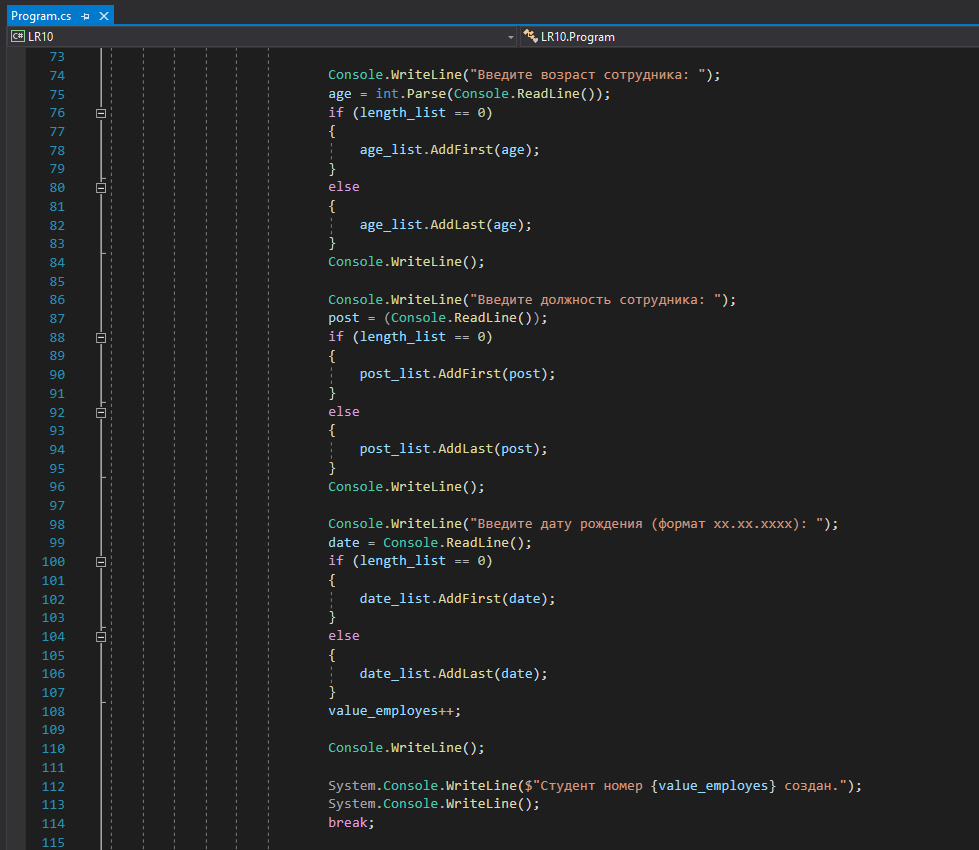 Program.cs
C# LR10
LR10.Program
73
74 Console.WriteLine("Введите возраст сотрудника: ");
75 age = int.Parse(Console.ReadLine());
76 if (length_list == 0)
77 {
78 age_list.AddFirst(age);
79 }
80 else
81 {
82 age_list.AddLast(age);
83 }
84 Console.WriteLine();
85
86 Console.WriteLine("Введите должность сотрудника: ");
87 post = (Console.ReadLine());
88 if (length_list == 0)
89 {
90 post_list.AddFirst(post);
91 }
92 else
93 {
94 post_list.AddLast(post);
95 }
96 Console.WriteLine();
97
98 Console.WriteLine("Введите дату рождения (формат xx.xx.xxxx): ");
99 date = Console.ReadLine();
100 if (length_list == 0)
101 {
102 date_list.AddFirst(date);
103 }
104 else
105 {
106 date_list.AddLast(date);
107 }
108 value_employes++;
109
110 Console.WriteLine();
111
112 System.Console.WriteLine($"Студент номер {value_employes} создан.");
113 System.Console.WriteLine();
114 break;
115